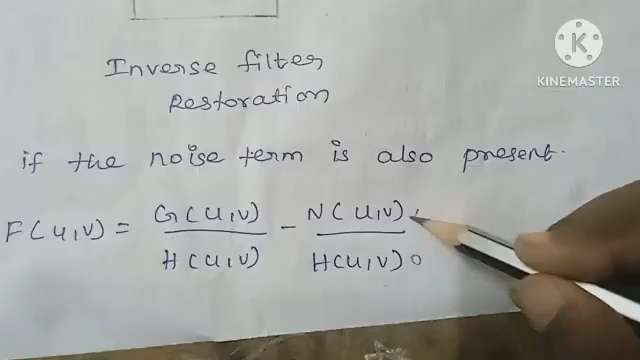 K
KINEMASTER
Inverse filter
Restoration
if the noise term is also present.
F(u,v) = G(u,v) / H(u,v) - N(u,v) / H(u,v)